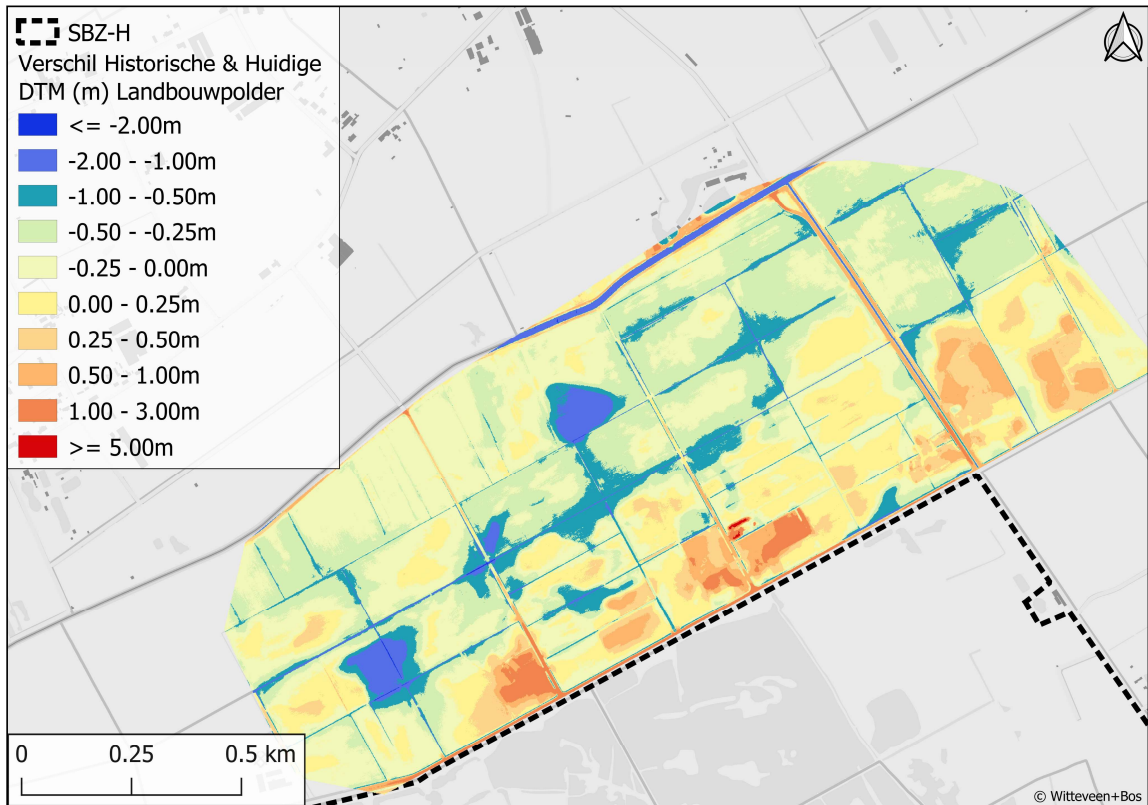 SBZ-H
Verschil Historische & Huidige
DTM (m) Landbouwpolder
<= -2.00m
-2.00 - -1.00m
-1.00 - -0.50m
-0.50 - -0.25m
-0.25 - 0.00m
0.00 - 0.25m
0.25 - 0.50m
0.50 - 1.00m
1.00 - 3.00m
>= 5.00m
0 0.25 0.5 km
© Witteveen+Bos